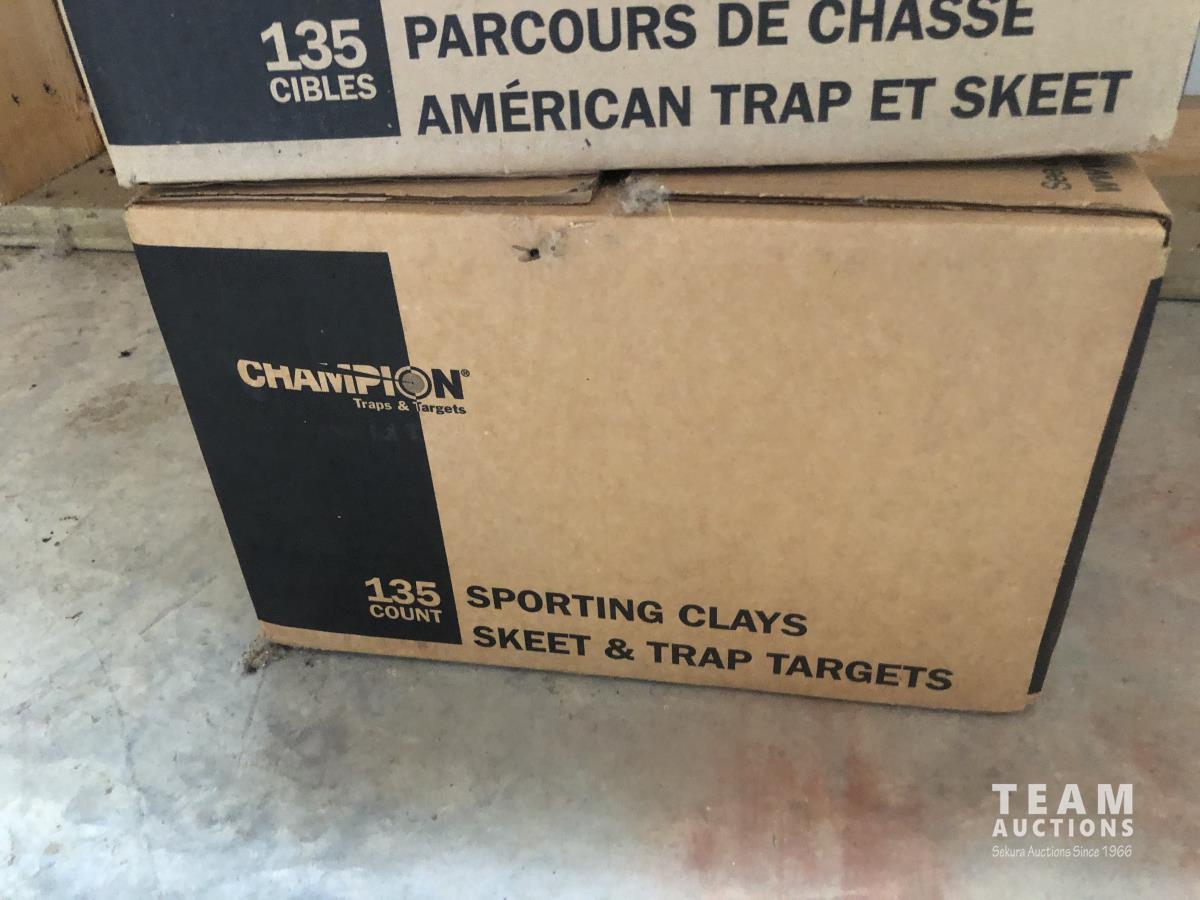 135
CIBLES
PARCOURS DE CHASSE
AMÉRICAN TRAP ET SKEET
CHAMPION®
Traps & Targets
135
COUNT
SPORTING CLAYS
SKEET & TRAP TARGETS
TEAM
AUCTIONS
Sekura Auctions Since 1966